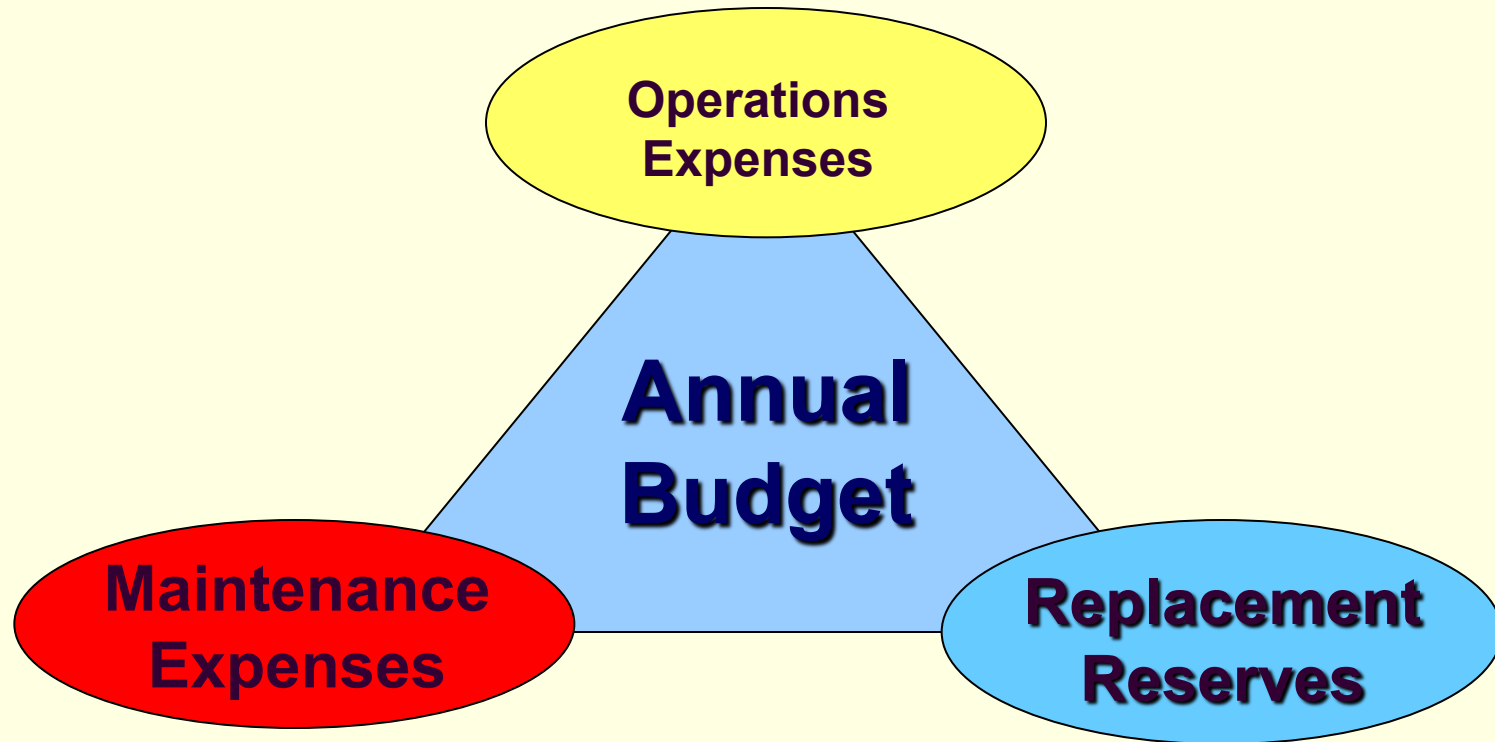 Operations
Expenses
Annual
Budget
Maintenance
Expenses
Replacement
Reserves